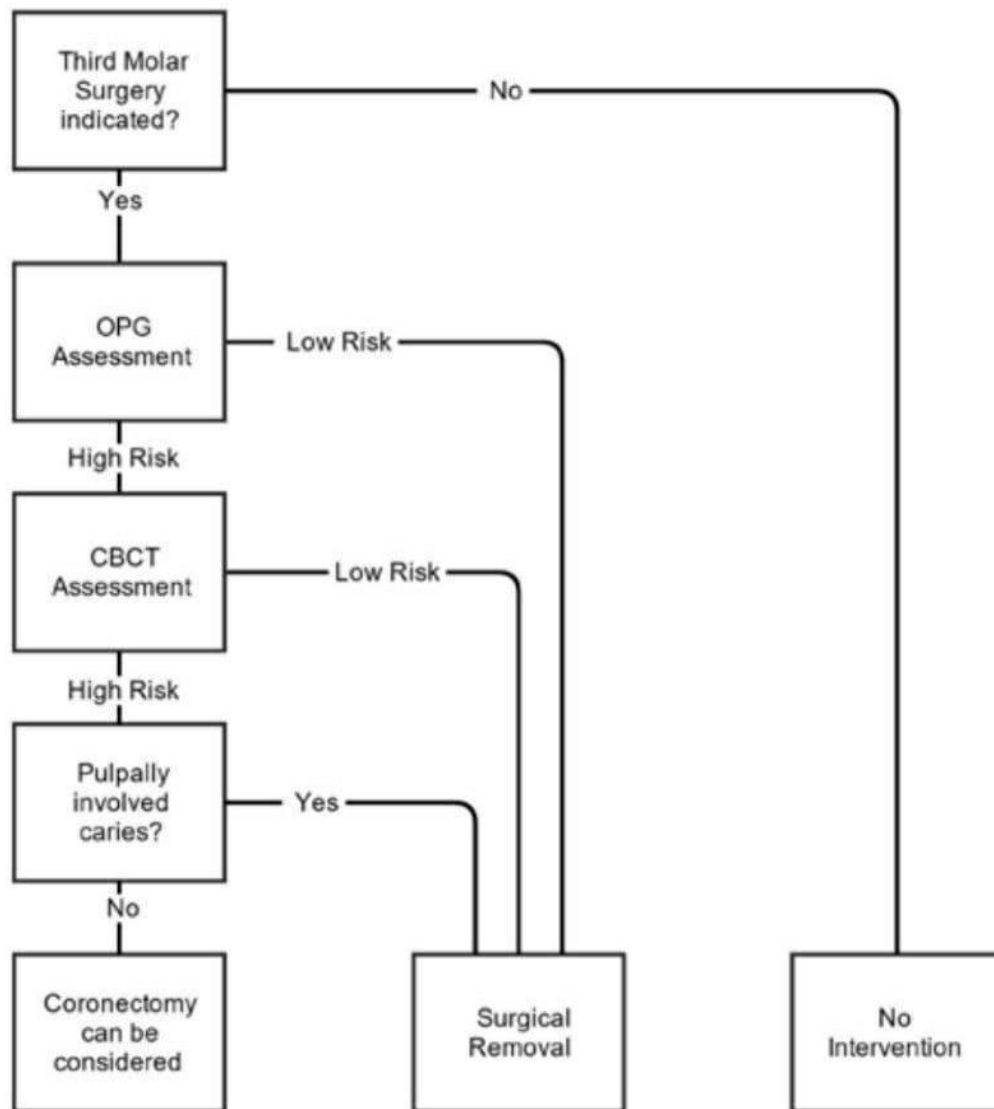 Third Molar
Surgery
indicated?
No
Yes
OPG
Assessment
Low Risk
High Risk
CBCT
Assessment
Low Risk
High Risk
Pulpally
involved
caries?
Yes
No
Coronectomy
can be
considered
Surgical
Removal
No
Intervention